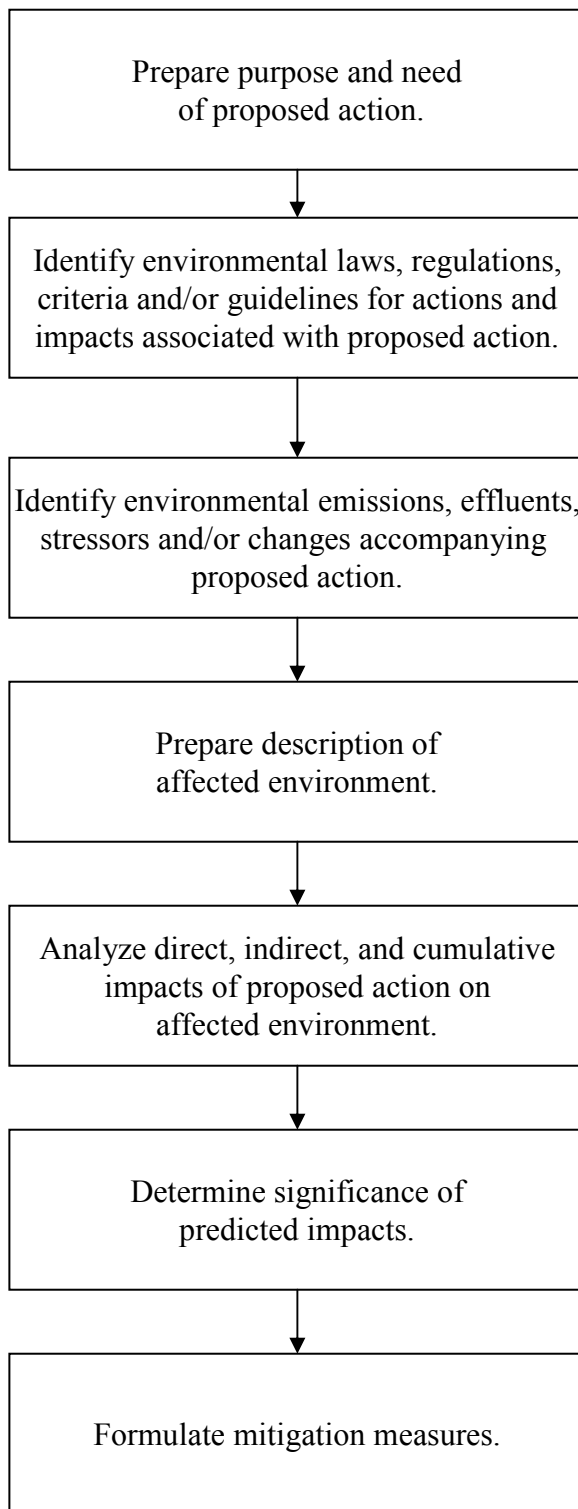 Prepare purpose and need
of proposed action.
Identify environmental laws, regulations,
criteria and/or guidelines for actions and
impacts associated with proposed action.
Identify environmental emissions, effluents,
stressors and/or changes accompanying
proposed action.
Prepare description of
affected environment.
Analyze direct, indirect, and cumulative
impacts of proposed action on
affected environment.
Determine significance of
predicted impacts.
Formulate mitigation measures.